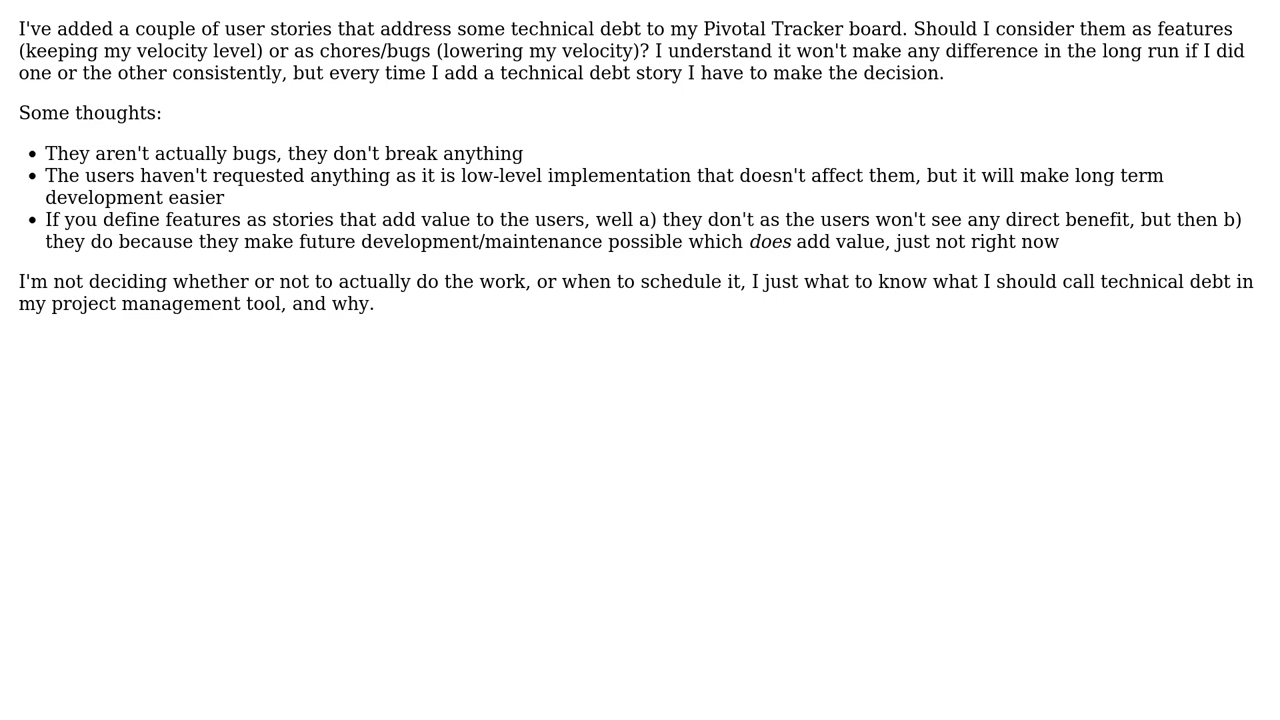 I've added a couple of user stories that address some technical debt to my Pivotal Tracker board. Should I consider them as features
(keeping my velocity level) or as chores/bugs (lowering my velocity)? I understand it won't make any difference in the long run if I did
one or the other consistently, but every time I add a technical debt story I have to make the decision.
Some thoughts:
• They aren't actually bugs, they don't break anything
• The users haven't requested anything as it is low-level implementation that doesn't affect them, but it will make long term
development easier
• If you define features as stories that add value to the users, well a) they don't as the users won't see any direct benefit, but then b)
they do because they make future development/maintenance possible which does add value, just not right now
I'm not deciding whether or not to actually do the work, or when to schedule it, I just what to know what I should call technical debt in
my project management tool, and why.